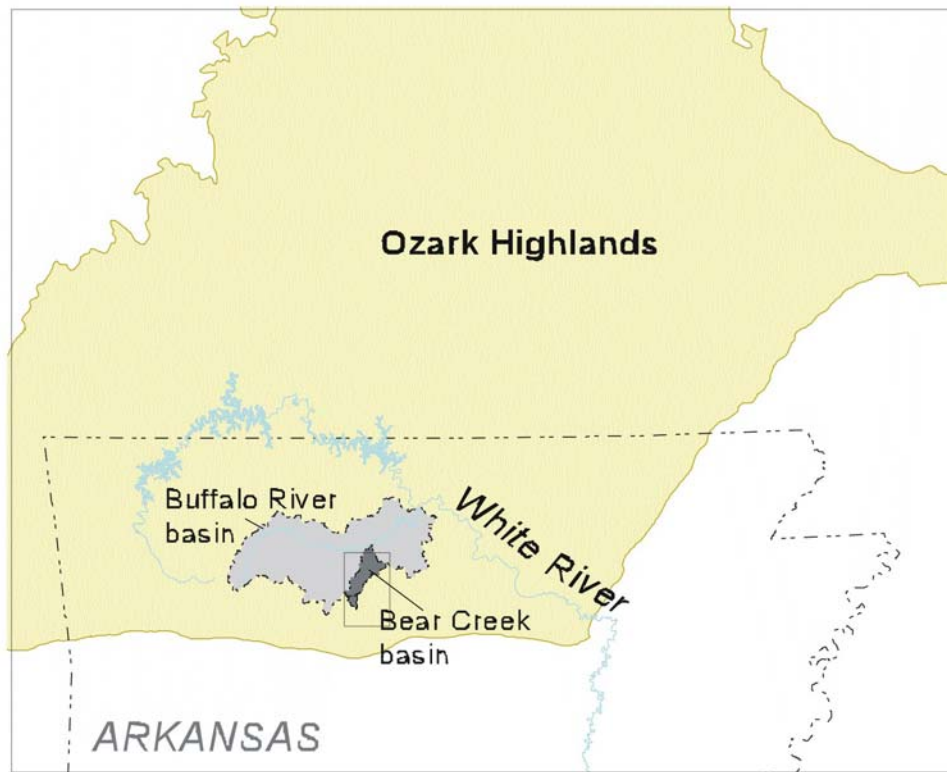 Ozark Highlands
Buffalo River
basin
White River
Bear Creek
basin
ARKANSAS